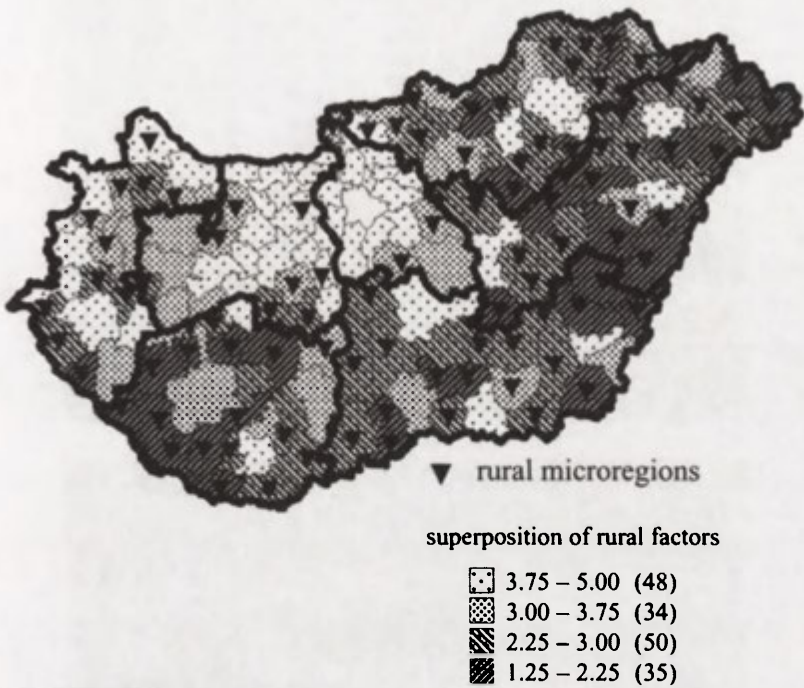 ▼ rural microregions
superposition of rural factors
3.75 – 5.00 (48)
3.00 – 3.75 (34)
2.25 – 3.00 (50)
1.25 – 2.25 (35)